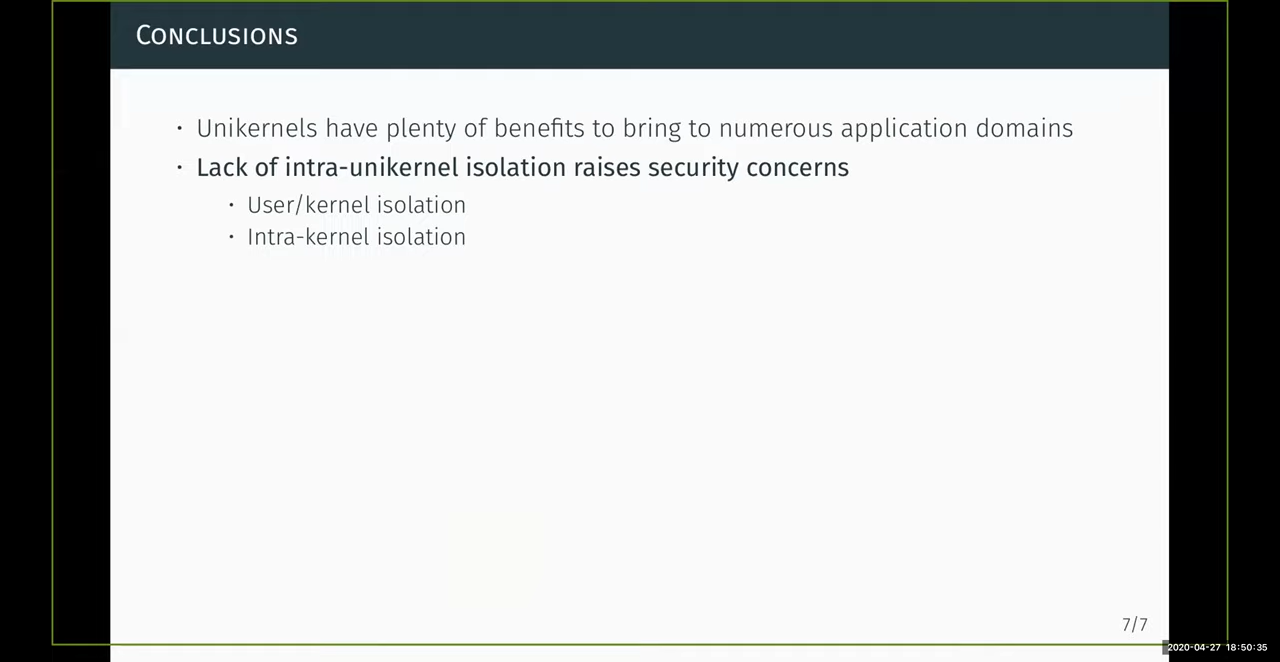 Conclusions
· Unikernels have plenty of benefits to bring to numerous application domains
· Lack of intra-unikernel isolation raises security concerns
· User/kernel isolation
· Intra-kernel isolation
7/7
2020-04-27 18:50:35